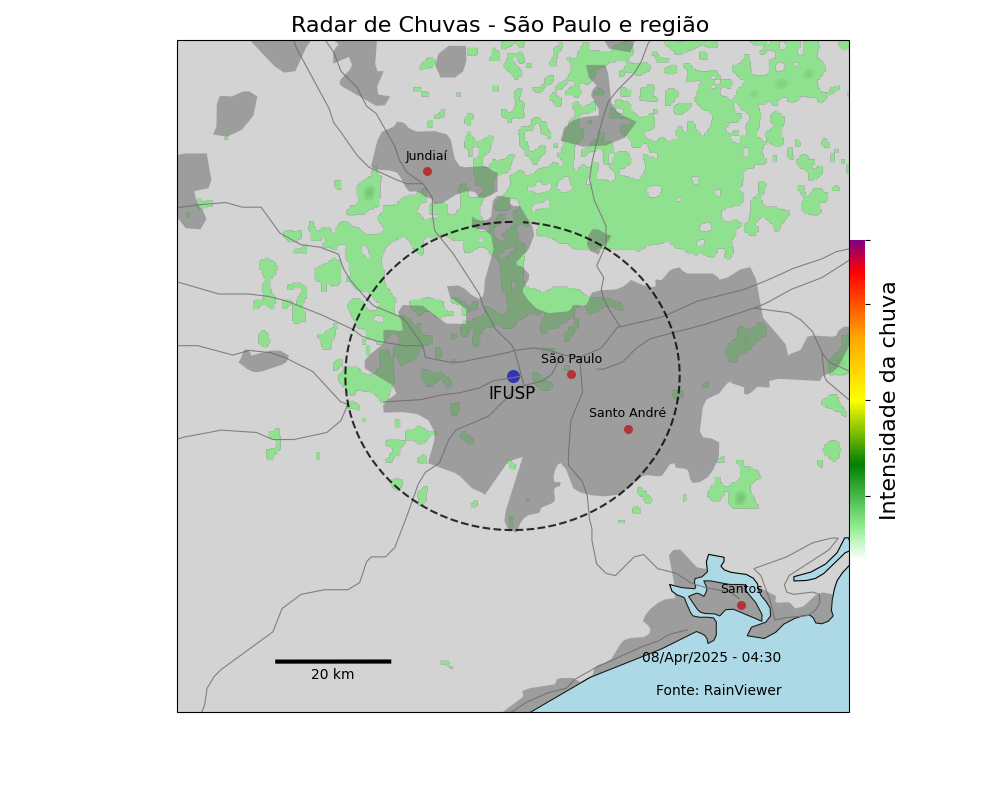 Radar de Chuvas - São Paulo e região
Jundiaí
São Paulo
IFUSP
Santo André
Intensidade da chuva
Santos
08/Apr/2025 - 04:30
20 km
Fonte: RainViewer